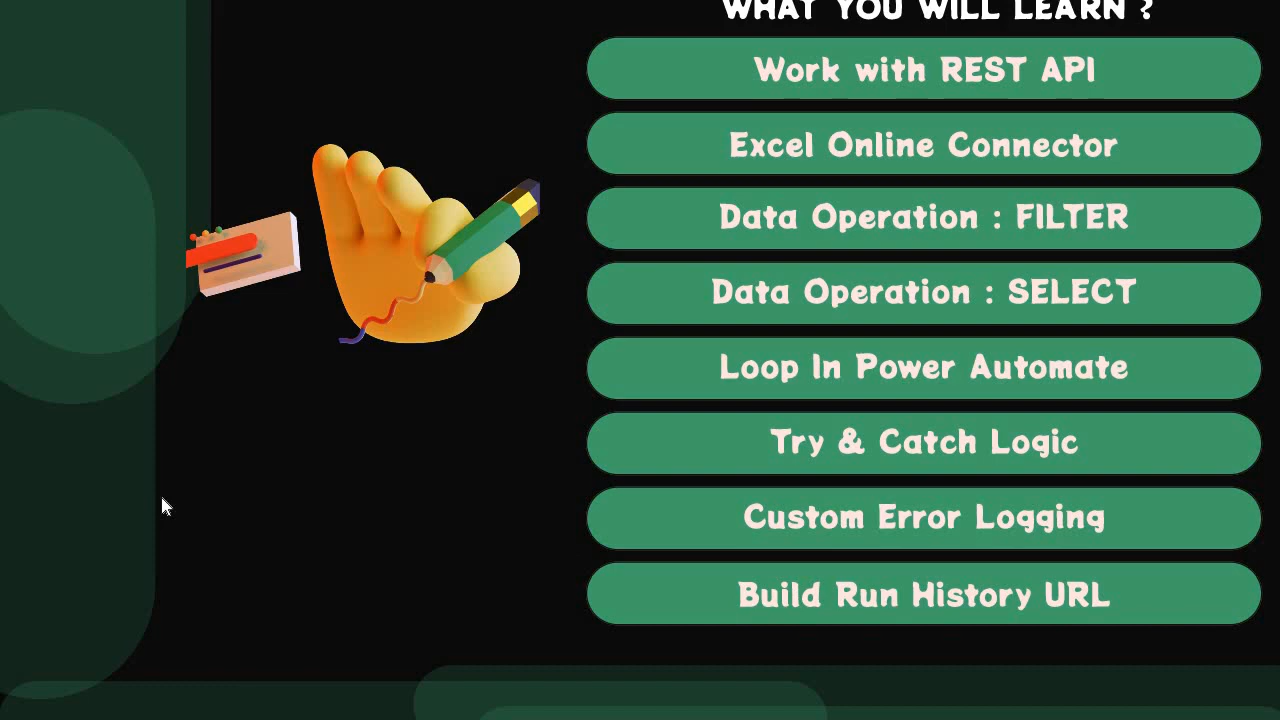 WHAT YOU WILL LEARN ?
Work with REST API
Excel Online Connector
Data Operation : FILTER
Data Operation : SELECT
Loop In Power Automate
Try & Catch Logic
Custom Error Logging
Build Run History URL